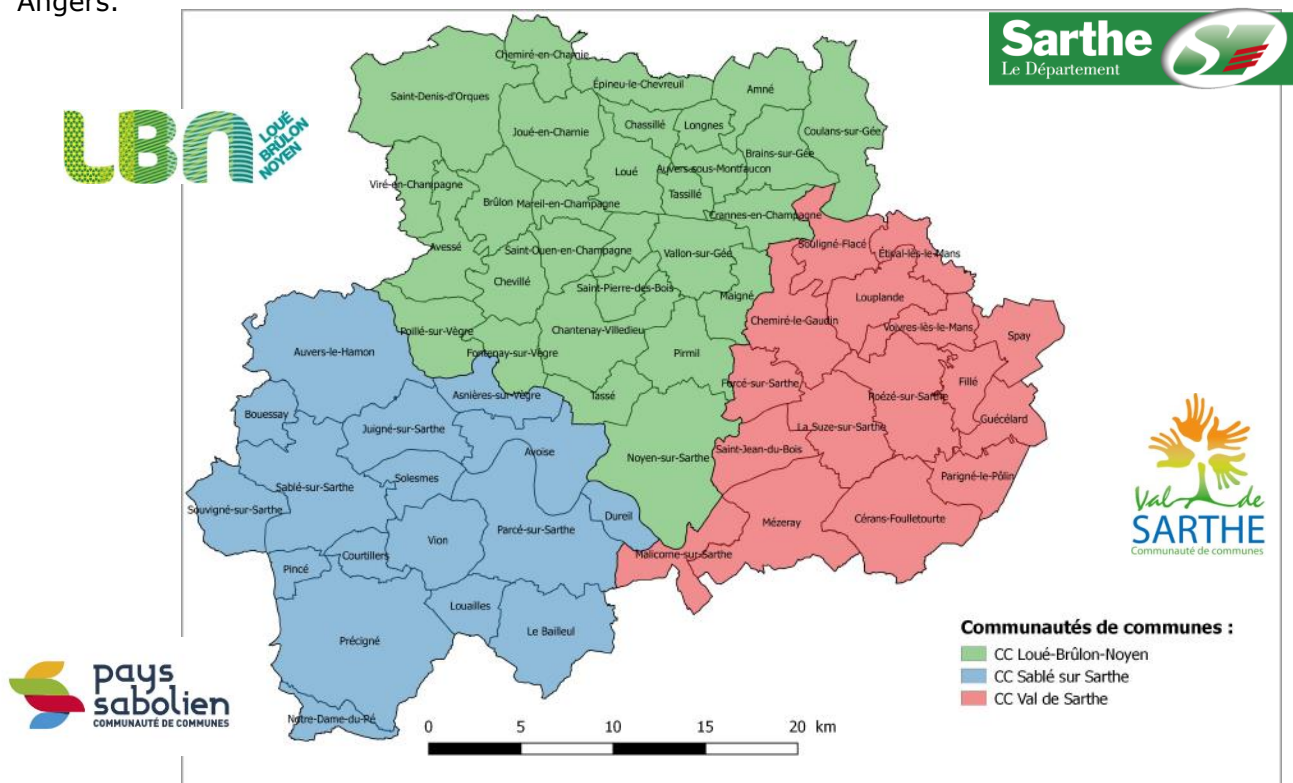 Angers.
Sarthe
Le Département
LBN
LOUÉ
BRÛLON
NOYEN
Chemiré-en-Charnie
Saint-Denis-d'Orques
Épineu-le-Chevreuil
Amné
Joué-en-Charnie
Chassillé
Longnes
Coulans-sur-Gée
Brains-sur-Gée
Loué
Auvers-sous-Montfaucon
Viré-en-Champagne
Tassillé
Brûlon
Mareil-en-Champagne
Crannes-en-Champagne
Avessé
Saint-Ouen-en-Champagne
Vallon-sur-Gée
Souligné-Flacé
Étival-lès-le-Mans
Chevillé
Saint-Pierre-des-Bois
Maigné
Louplande
Poillé-sur-Vègre
Chantenay-Villedieu
Chemiré-le-Gaudin
Voivres-lès-le-Mans
Spay
Auvers-le-Hamon
Fontenay-sur-Vègre
Pirmil
Asnières-sur-Vègre
Tassé
Fercé-sur-Sarthe
Roézé-sur-Sarthe
Fillé
Bouessay
Juigné-sur-Sarthe
La Suze-sur-Sarthe
Guécélard
Avoise
Noyen-sur-Sarthe
Saint-Jean-du-Bois
Parigné-le-Pôlin
Sablé-sur-Sarthe
Solesmes
Souvigné-sur-Sarthe
Dureil
Mézeray
Cérans-Foulletourte
Vion
Parcé-sur-Sarthe
Courtillers
Malicorne-sur-Sarthe
Pincé
Louailles
Le Bailleul
Précigné
Notre-Dame-du-Pé
Val de
SARTHE
Communauté de communes
pays
sabolien
COMMUNAUTÉ DE COMMUNES
Communautés de communes :
CC Loué-Brûlon-Noyen
CC Sablé sur Sarthe
CC Val de Sarthe
0 5 10 15 20 km